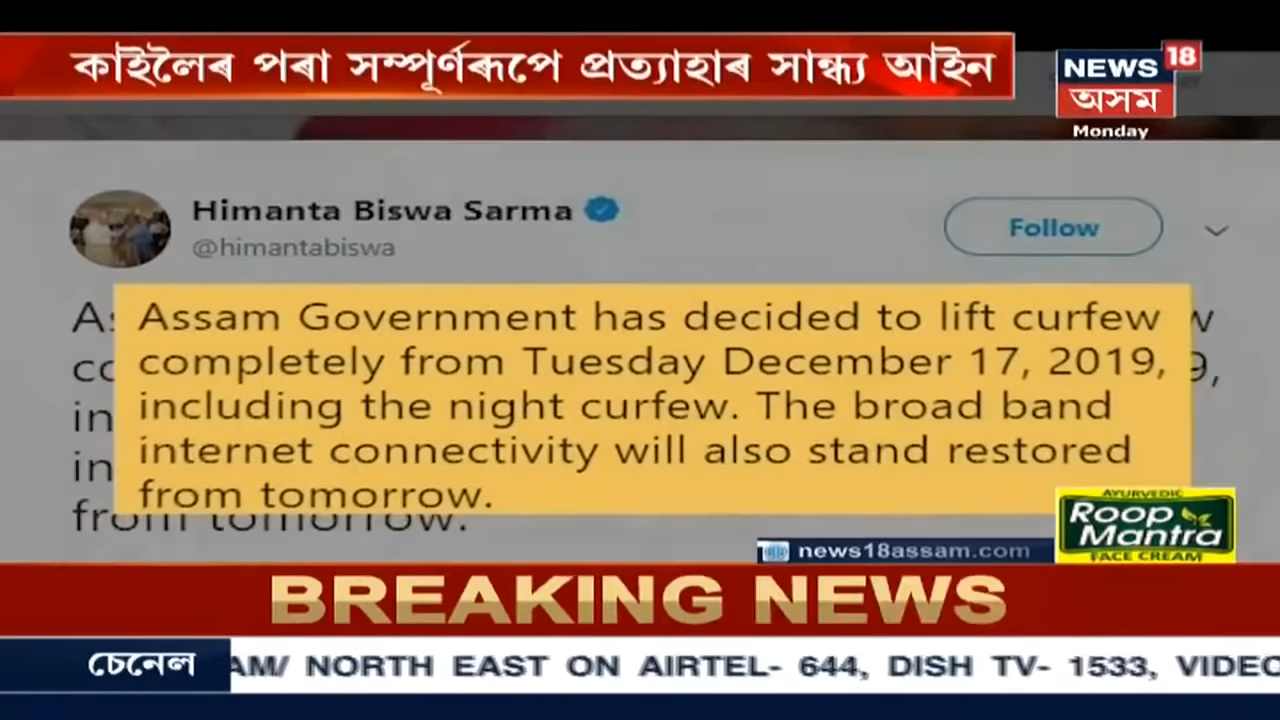 কাইলৈৰ পৰা সম্পূৰ্ণৰূপে প্ৰত্যাহাৰ সান্ধ্য আইন
NEWS 18
অসম
Monday
Himanta Biswa Sarma
@himantabiswa
Follow
Assam Government has decided to lift curfew
completely from Tuesday December 17, 2019,
including the night curfew. The broad band
internet connectivity will also stand restored
from tomorrow.
from tomorrow.
AYURVEDIC
Roop
Mantra
FACE CREAM
news18assam.com
BREAKING NEWS
চেনেল AM/ NORTH EAST ON AIRTEL- 644, DISH TV- 1533, VIDEO